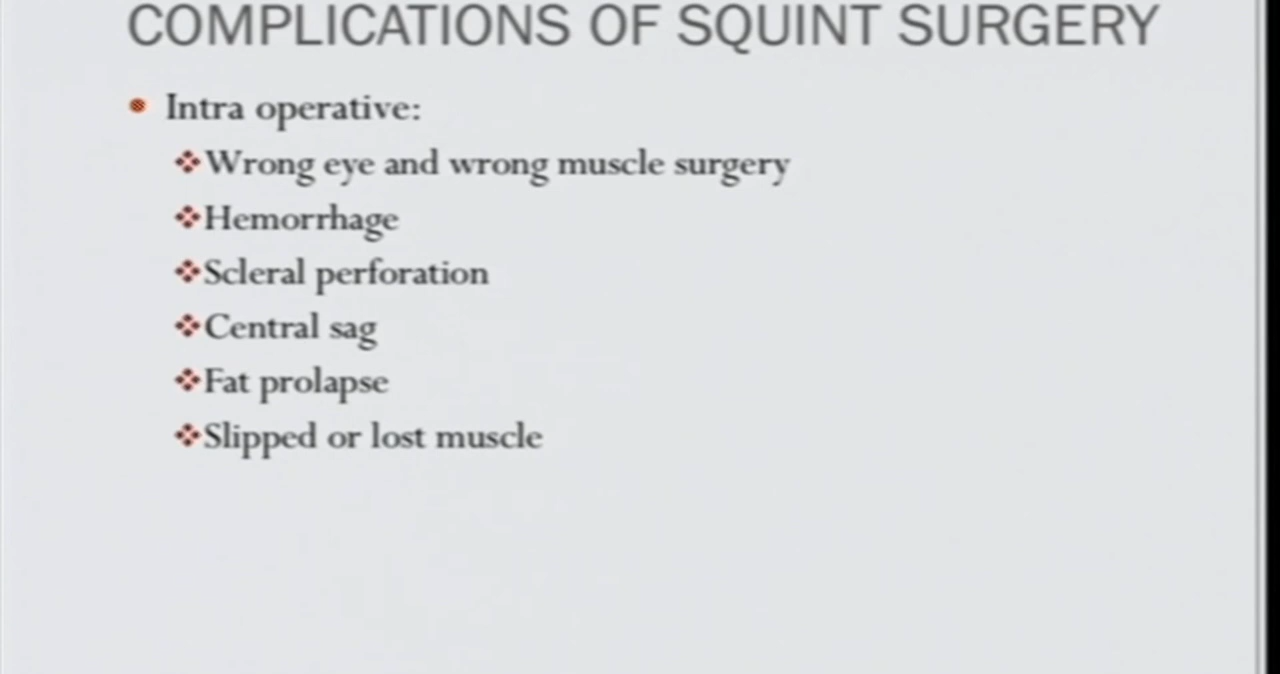 COMPLICATIONS OF SQUINT SURGERY
Intra operative:
Wrong eye and wrong muscle surgery
Hemorrhage
Scleral perforation
Central sag
Fat prolapse
Slipped or lost muscle